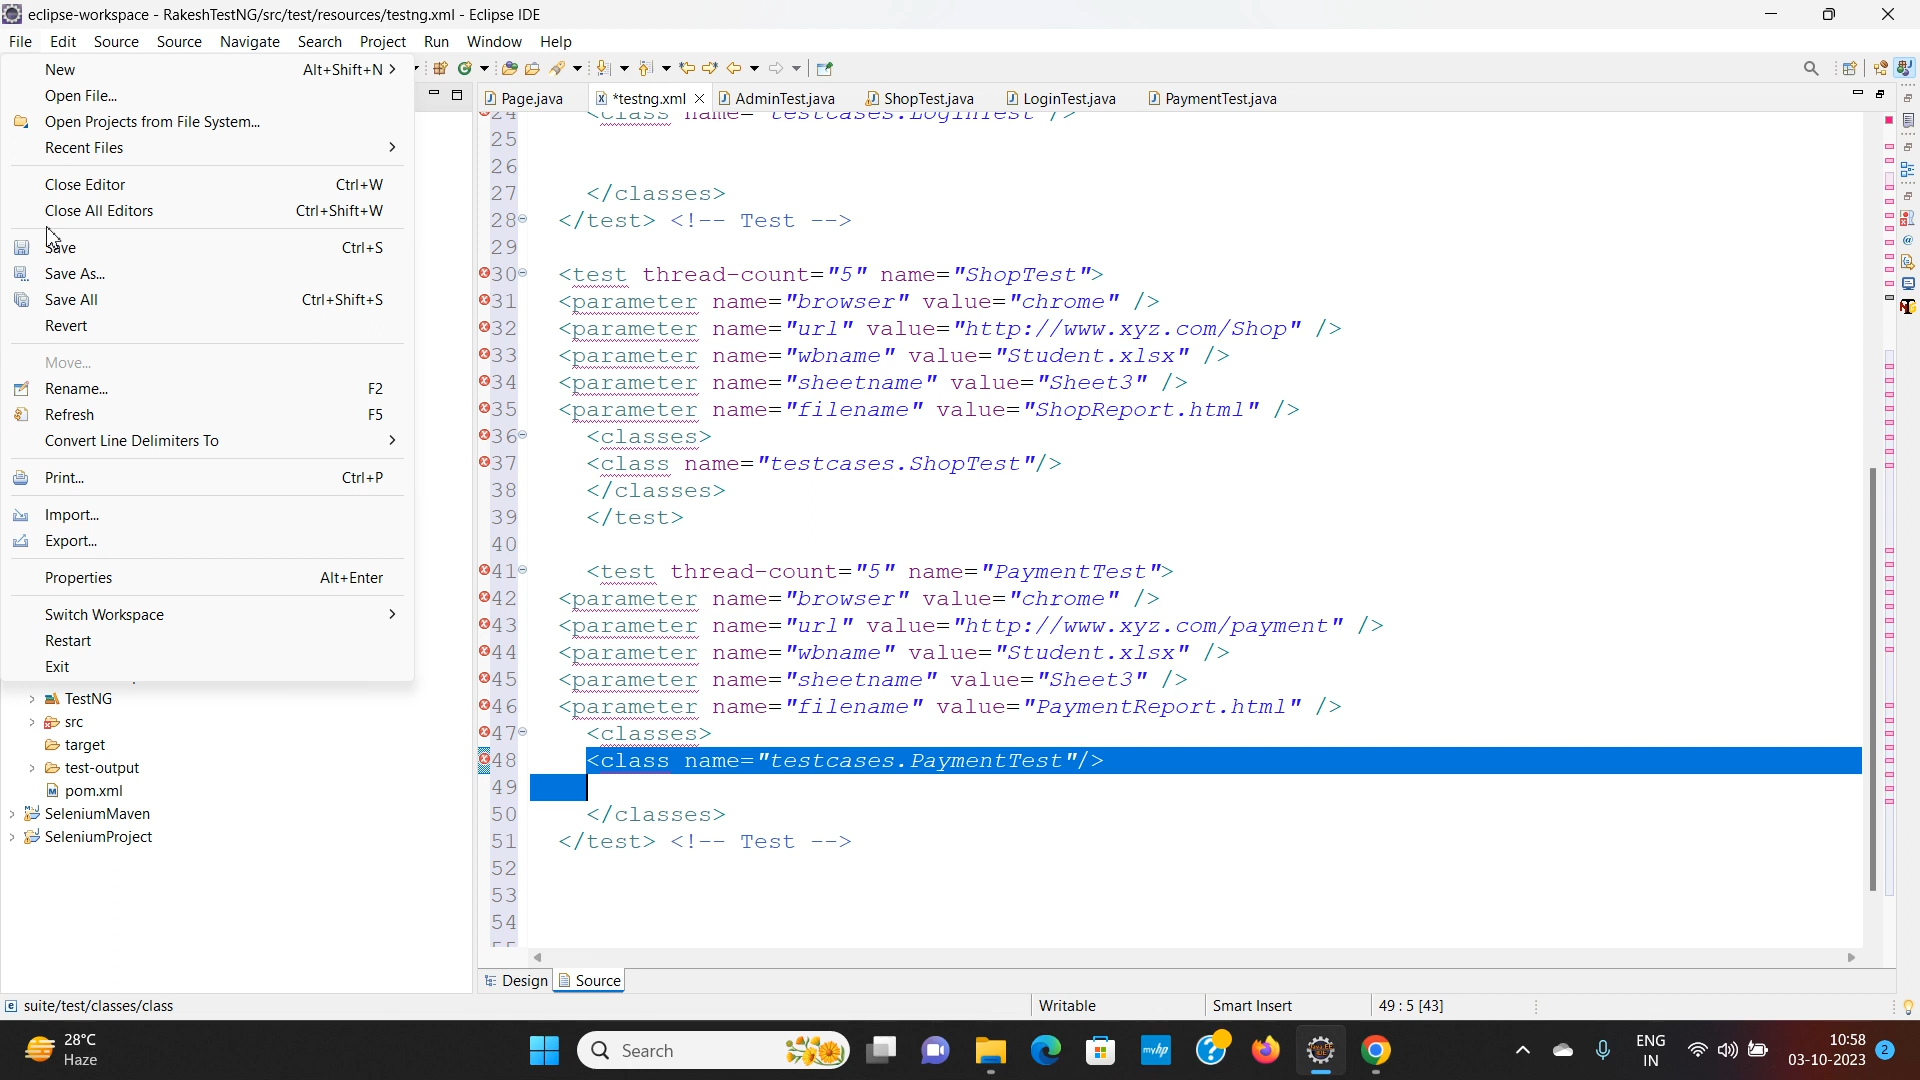 eclipse-workspace - RakeshTestNG/src/test/resources/testng.xml - Eclipse IDE
File Edit Source Source Navigate Search Project Run Window Help
New Alt+Shift+N >
Open File...
Open Projects from File System...
Recent Files
Close Editor Ctrl+W
Close All Editors Ctrl+Shift+W
Save Ctrl+S
Save As...
Save All Ctrl+Shift+S
Revert
Move...
Rename... F2
Refresh F5
Convert Line Delimiters To
Print... Ctrl+P
Import...
Export...
Properties Alt+Enter
Switch Workspace
Restart
Exit
TestNG
src
target
test-output
pom.xml
SeleniumMaven
SeleniumProject
Page.java *testng.xml AdminTest.java ShopTest.java LoginTest.java PaymentTest.java
24 <class name="testcases.LoginTest"/>
25
26
27 </classes>
28 </test> <!-- Test -->
29
30 <test thread-count="5" name="ShopTest">
31 <parameter name="browser" value="chrome" />
32 <parameter name="url" value="http://www.xyz.com/Shop" />
33 <parameter name="wbname" value="Student.xlsx" />
34 <parameter name="sheetname" value="Sheet3" />
35 <parameter name="filename" value="ShopReport.html" />
36 <classes>
37 <class name="testcases.ShopTest"/>
38 </classes>
39 </test>
40
41 <test thread-count="5" name="PaymentTest">
42 <parameter name="browser" value="chrome" />
43 <parameter name="url" value="http://www.xyz.com/payment" />
44 <parameter name="wbname" value="Student.xlsx" />
45 <parameter name="sheetname" value="Sheet3" />
46 <parameter name="filename" value="PaymentReport.html" />
47 <classes>
48 <class name="testcases.PaymentTest"/>
49
50 </classes>
51 </test> <!-- Test -->
52
53
54
Design Source
suite/test/classes/class Writable Smart Insert 49 : 5 [43]
28°C
Haze
Search
myhp
ENG
IN
10:58
03-10-2023
2